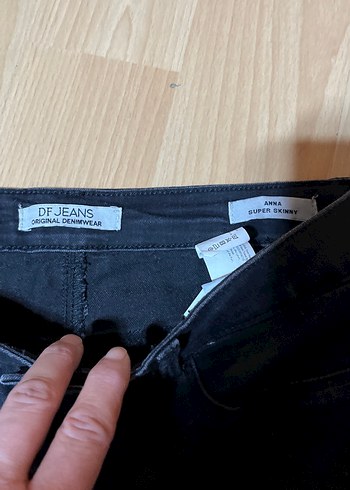 DF JEANS
ORIGINAL DENIMWEAR
ANNA
SUPER SKINNY